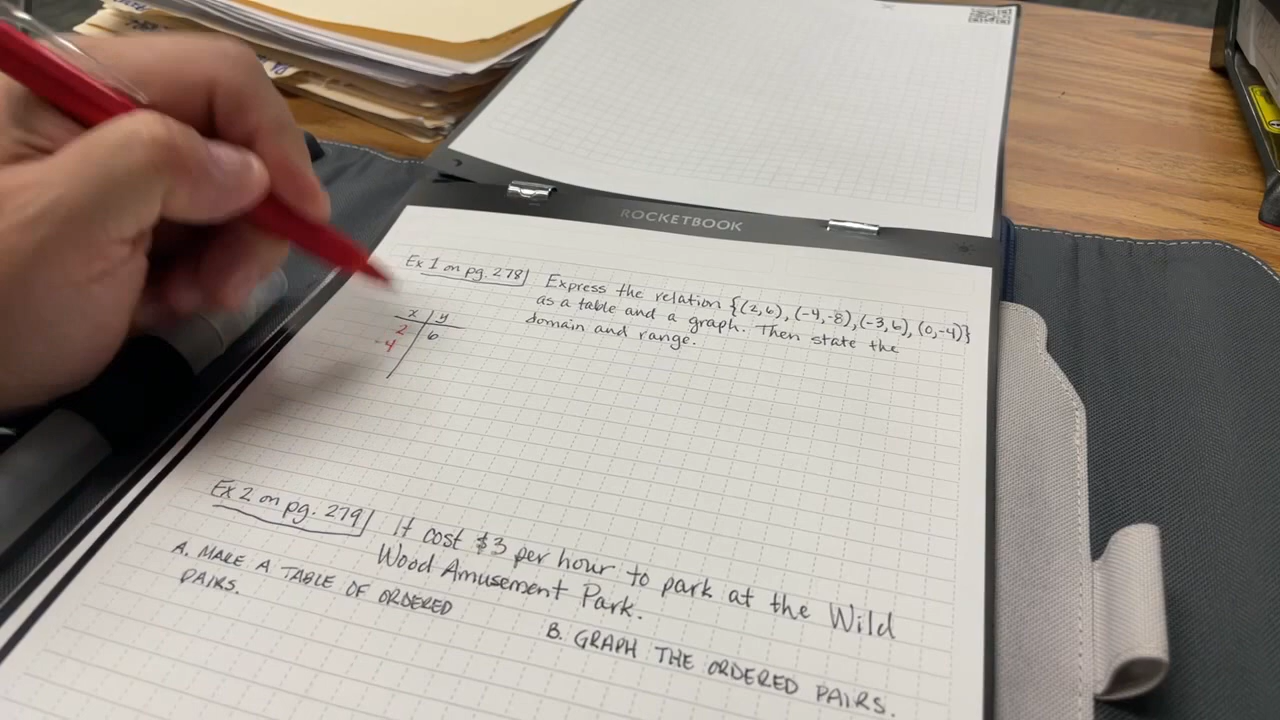 ROCKETBOOK
Ex 1 on pg. 278
Express the relation {(2,6), (-4,-8), (-3,6), (0,-4)}
as a table and a graph. Then state the
domain and range.
x y
2 6
-4
Ex 2 on pg. 279
It cost $3 per hour to park at the Wild
Wood Amusement Park.
A. MAKE A TABLE OF ORDERED
PAIRS.
B. GRAPH THE ORDERED PAIRS.